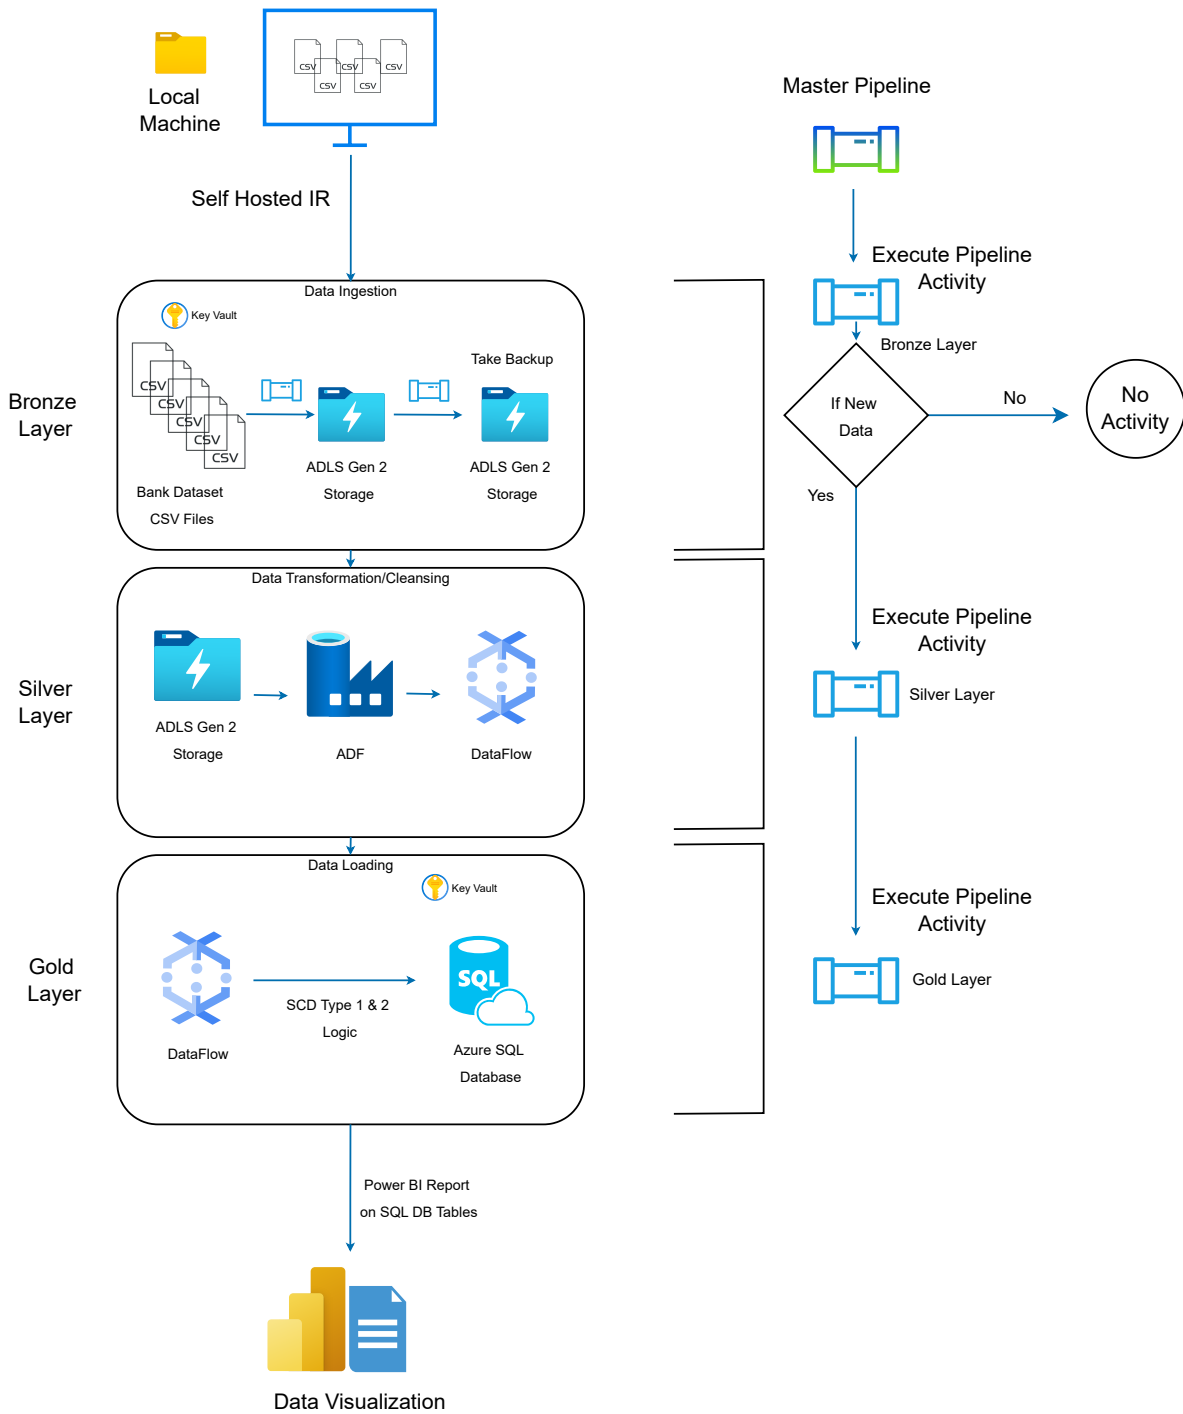 CSV
CSV
CSV
CSV
CSV
Local
Machine
Self Hosted IR
Data Ingestion
Key Vault
CSV
CSV
CSV
CSV
CSV
Bank Dataset
CSV Files
ADLS Gen 2
Storage
Take Backup
ADLS Gen 2
Storage
Bronze
Layer
Data Transformation/Cleansing
ADLS Gen 2
Storage
ADF
DataFlow
Silver
Layer
Data Loading
Key Vault
DataFlow
SCD Type 1 & 2
Logic
SQL
Azure SQL
Database
Gold
Layer
Power BI Report
on SQL DB Tables
Data Visualization
Master Pipeline
Execute Pipeline
Activity
Bronze Layer
If New
Data
No
No
Activity
Yes
Execute Pipeline
Activity
Silver Layer
Execute Pipeline
Activity
Gold Layer